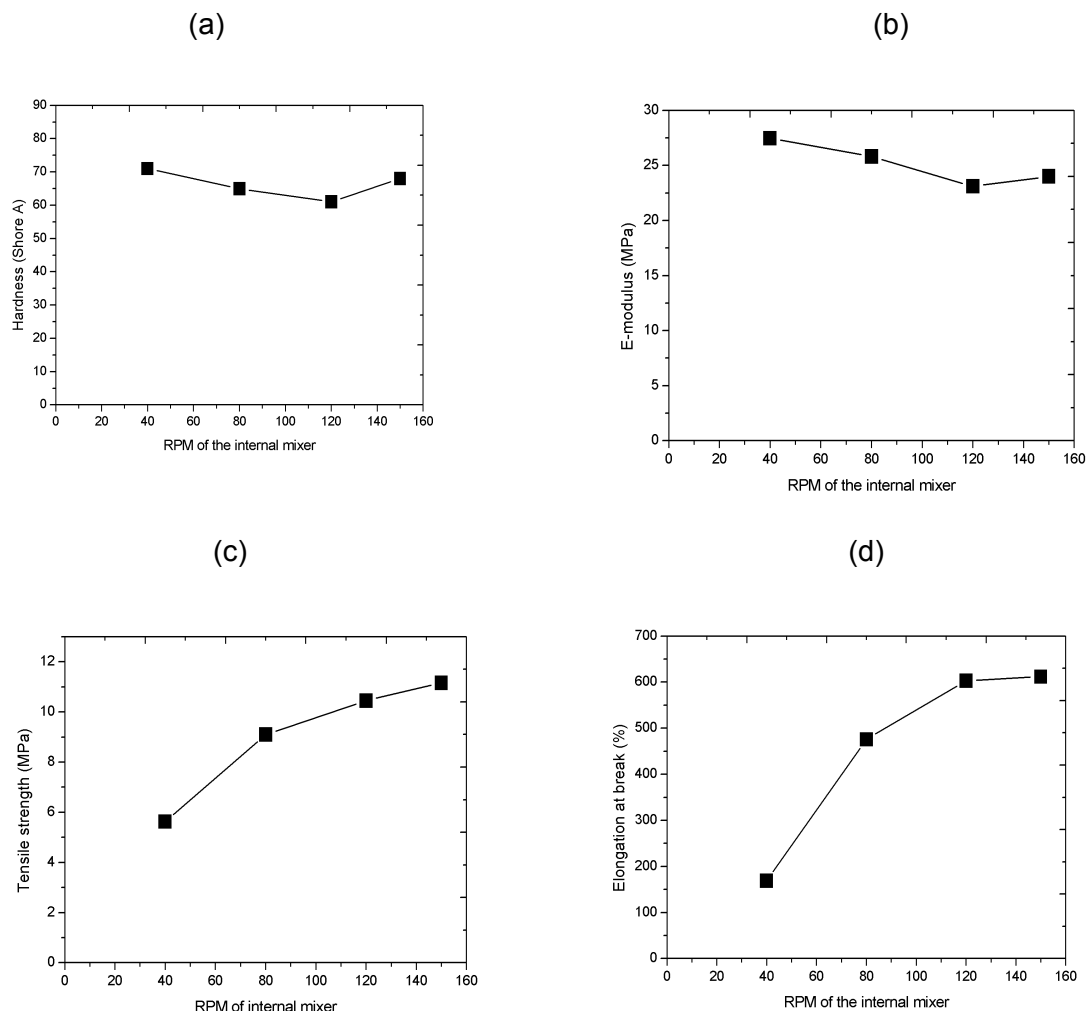 (a)
(b)
90
80
70
60
50
40
30
20
10
0
Hardness (Shore A)
0 20 40 60 80 100 120 140 160
RPM of the internal mixer
30
25
20
15
10
5
0
E-modulus (MPa)
0 20 40 60 80 100 120 140 160
RPM of the internal mixer
(c)
(d)
12
10
8
6
4
2
0
Tensile strength (MPa)
0 20 40 60 80 100 120 140 160
RPM of internal mixer
700
600
500
400
300
200
100
0
Elongation at break (%)
0 20 40 60 80 100 120 140 160
RPM of the internal mixer